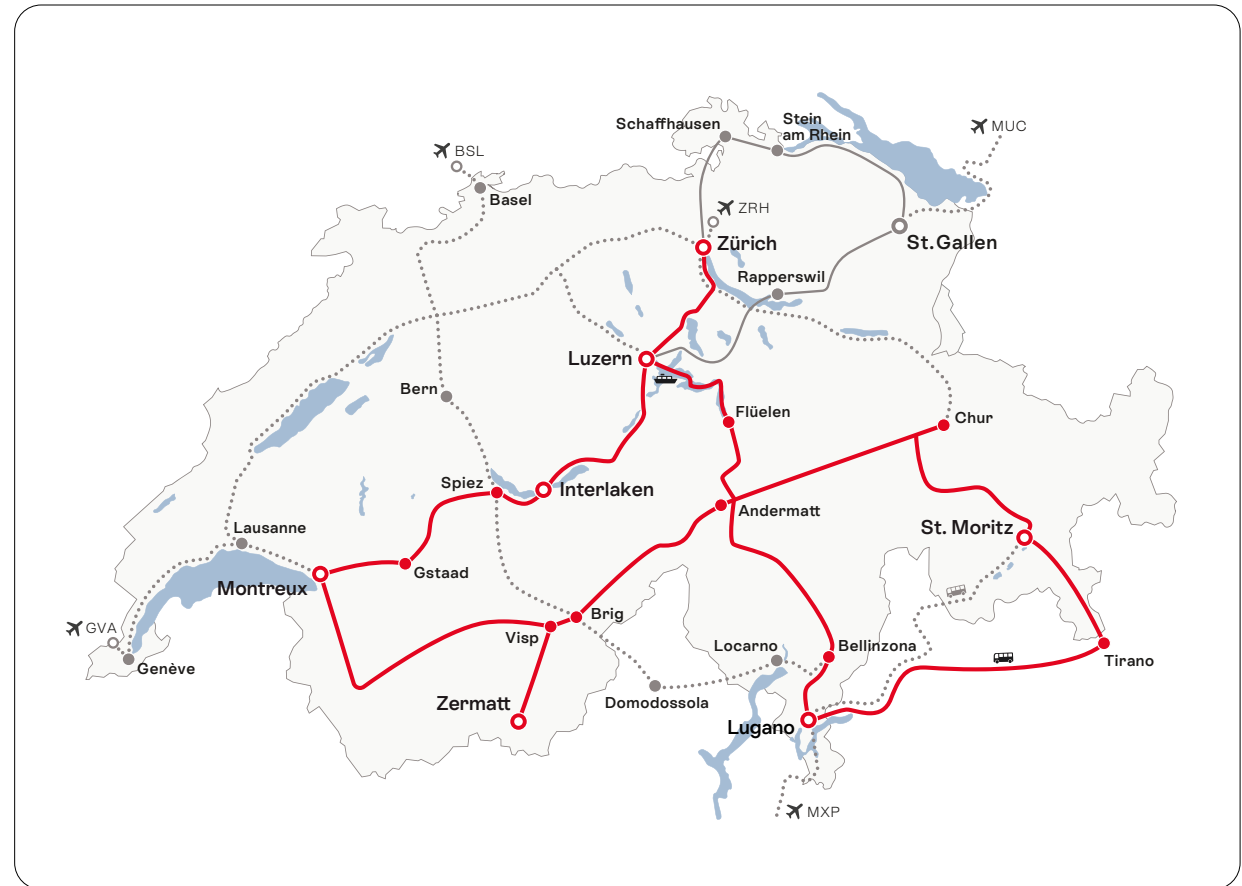 Schaffhausen
Stein
am Rhein
MUC
BSL
Basel
ZRH
Zürich
St. Gallen
Rapperswil
Luzern
Bern
Flüelen
Chur
Spiez
Interlaken
Andermatt
Lausanne
St. Moritz
Gstaad
Montreux
GVA
Genève
Brig
Visp
Locarno
Bellinzona
Tirano
Zermatt
Domodossola
Lugano
MXP